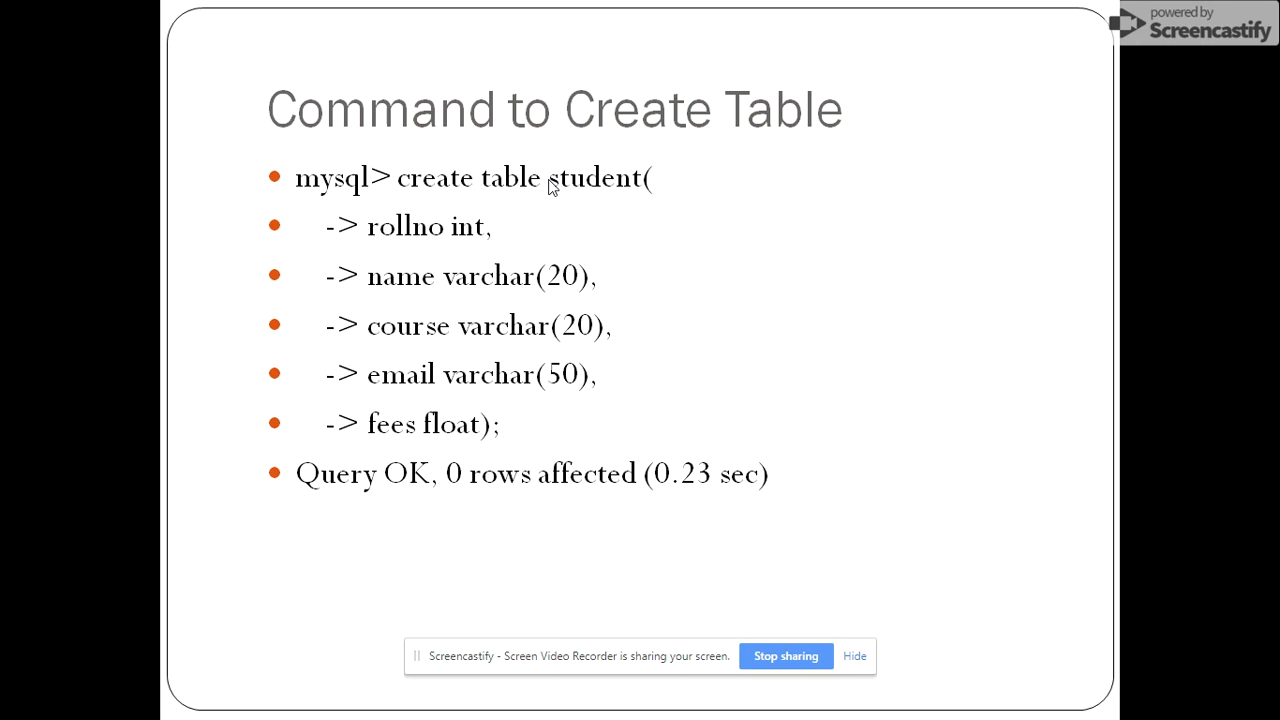 powered by
Screencastify
Command to Create Table
mysql> create table student(
-> rollno int,
-> name varchar(20),
-> course varchar(20),
-> email varchar(50),
-> fees float);
Query OK, 0 rows affected (0.23 sec)
Screencastify - Screen Video Recorder is sharing your screen. Stop sharing Hide